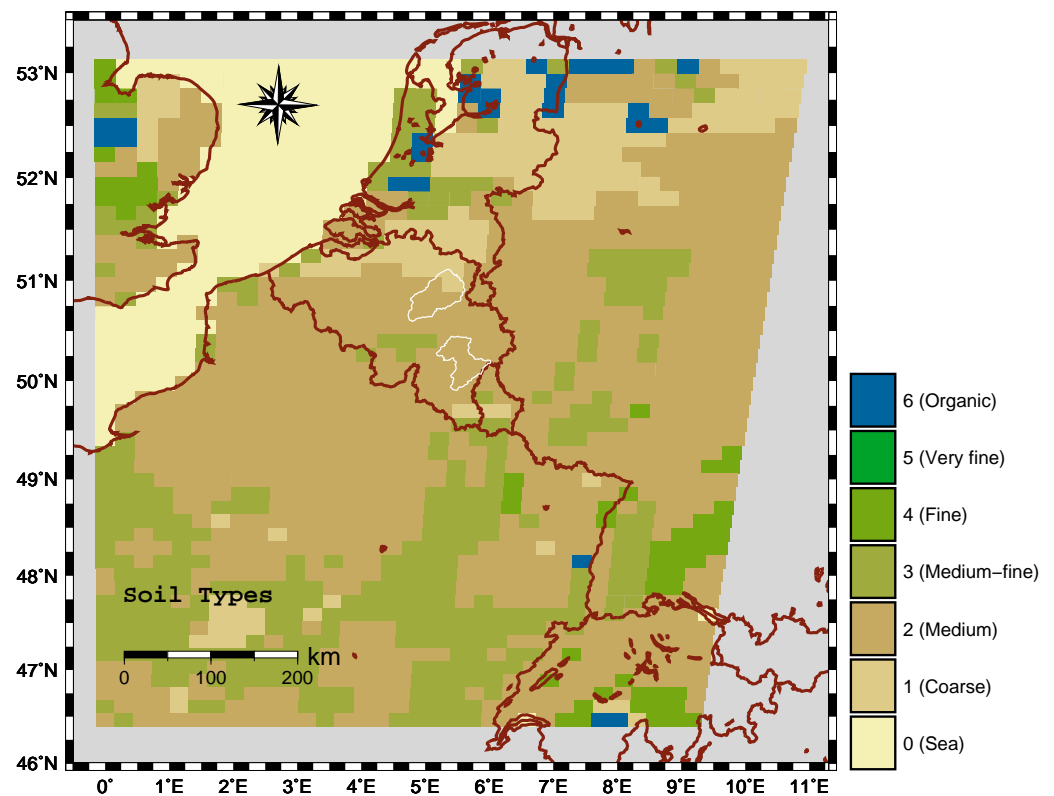 53˚N
52˚N
51˚N
50˚N
49˚N
48˚N
47˚N
46˚N
0˚
1˚E
2˚E
3˚E
4˚E
5˚E
6˚E
7˚E
8˚E
9˚E
10˚E
11˚E
Soil Types
km
0 100 200
6 (Organic)
5 (Very fine)
4 (Fine)
3 (Medium−fine)
2 (Medium)
1 (Coarse)
0 (Sea)